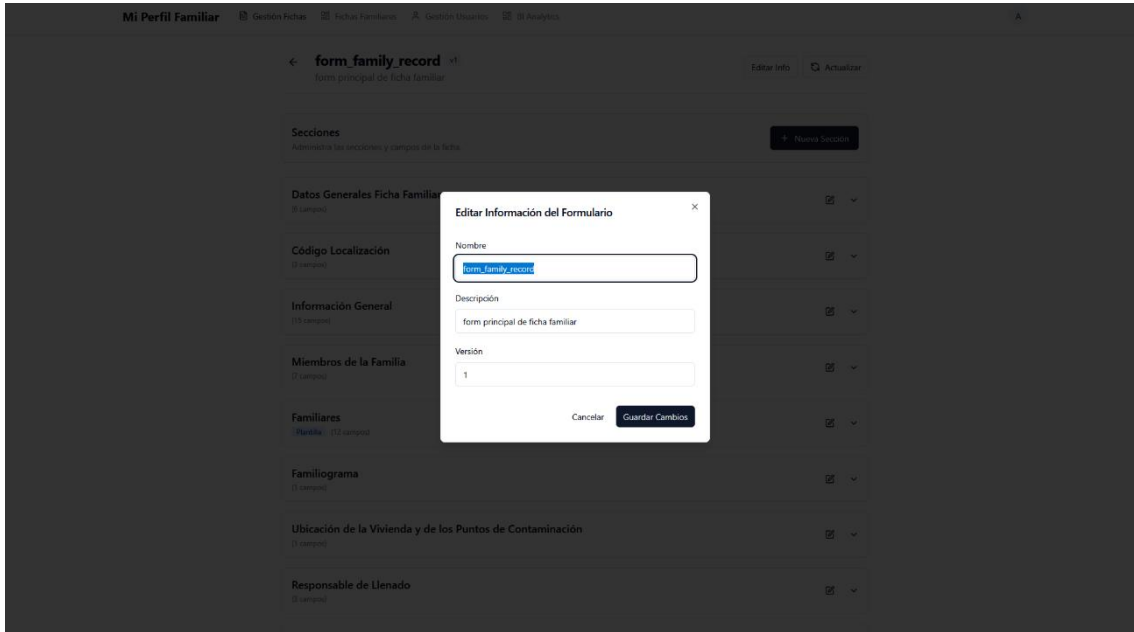 Mi Perfil Familiar Gestión Fichas Fichas Familiares Gestión Usuarios BI Analytics A
form_family_record v1
form principal de ficha familiar
Editar Info Actualizar
Secciones
Administra las secciones y campos de la ficha
+ Nueva Sección
Datos Generales Ficha Familiar
Código Localización
Información General
Miembros de la Familia
Familiares
Plantilla (12 campos)
Familiograma
Ubicación de la Vivienda y de los Puntos de Contaminación
Responsable de Llenado
Editar Información del Formulario
Nombre
form_family_record
Descripción
form principal de ficha familiar
Versión
1
Cancelar Guardar Cambios